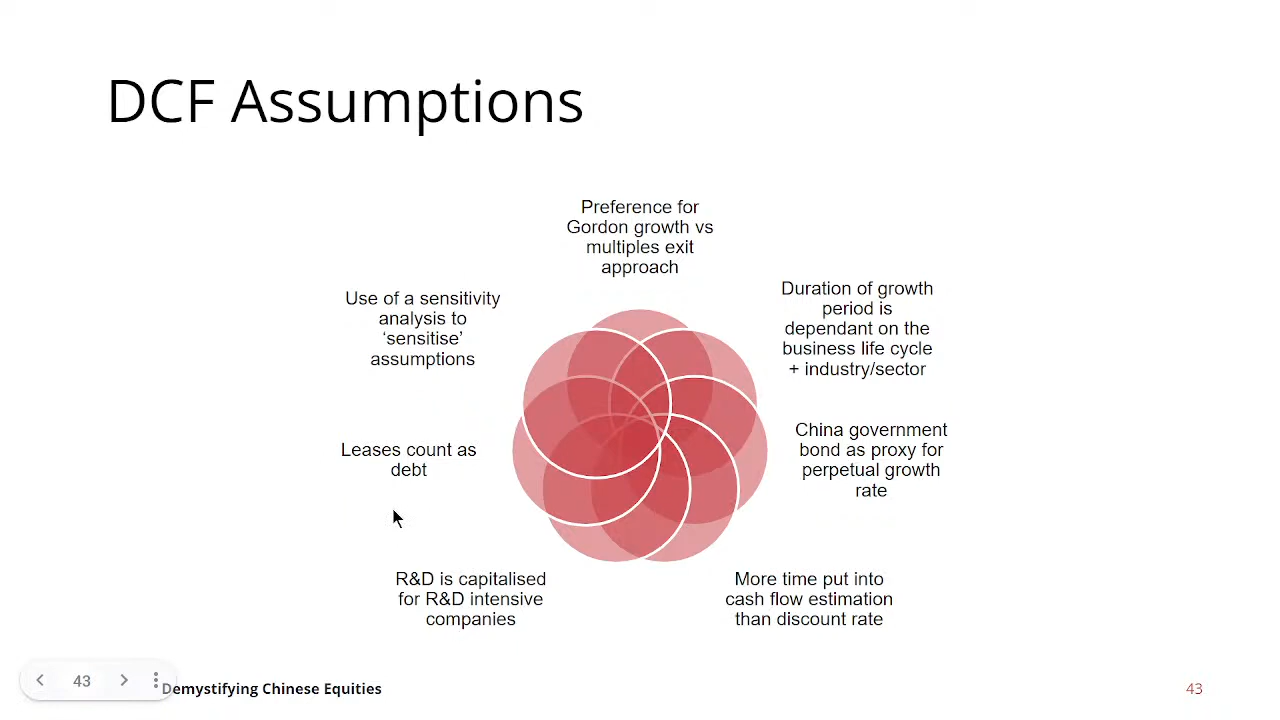 DCF Assumptions
Preference for
Gordon growth vs
multiples exit
approach
Duration of growth
period is
dependant on the
business life cycle
+ industry/sector
China government
bond as proxy for
perpetual growth
rate
More time put into
cash flow estimation
than discount rate
R&D is capitalised
for R&D intensive
companies
Leases count as
debt
Use of a sensitivity
analysis to
‘sensitise’
assumptions
43
Demystifying Chinese Equities
43